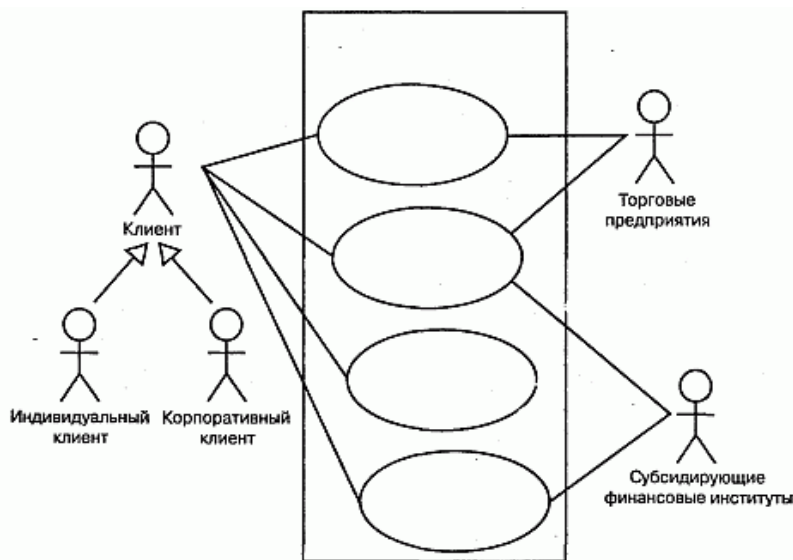 Клиент
Торговые
предприятия
Индивидуальный
клиент
Корпоративный
клиент
Субсидирующие
финансовые институты